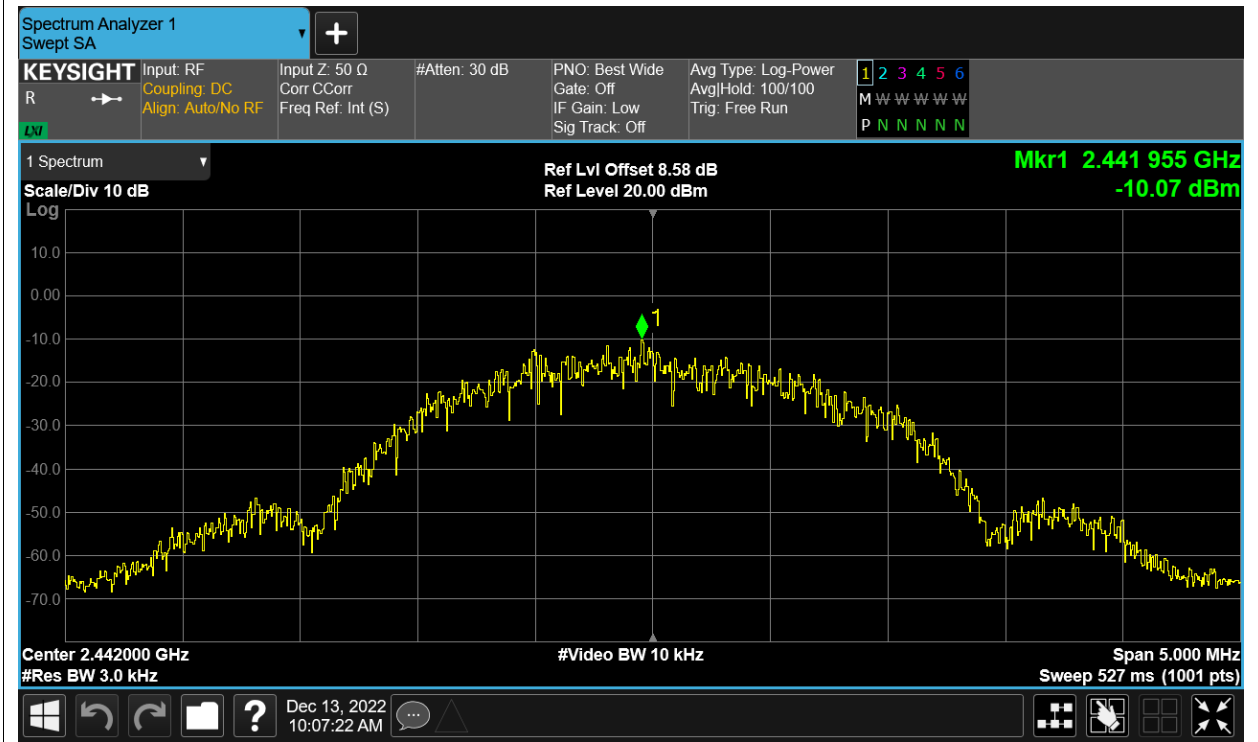 Spectrum Analyzer 1
Swept SA
KEYSIGHT
R
LXI
Input: RF
Coupling: DC
Align: Auto/No RF
Input Z: 50 Ω
Corr CCorr
Freq Ref: Int (S)
#Atten: 30 dB
PNO: Best Wide
Gate: Off
IF Gain: Low
Sig Track: Off
Avg Type: Log-Power
Avg|Hold: 100/100
Trig: Free Run
1 2 3 4 5 6
M W W W W W
P N N N N N N
1 Spectrum
Scale/Div 10 dB
Log
Ref Lvl Offset 8.58 dB
Ref Level 20.00 dBm
Mkr1 2.441 955 GHz
-10.07 dBm
10.0
0.00
-10.0
-20.0
-30.0
-40.0
-50.0
-60.0
-70.0
1
Center 2.442000 GHz
#Res BW 3.0 kHz
#Video BW 10 kHz
Span 5.000 MHz
Sweep 527 ms (1001 pts)
?
Dec 13, 2022
10:07:22 AM